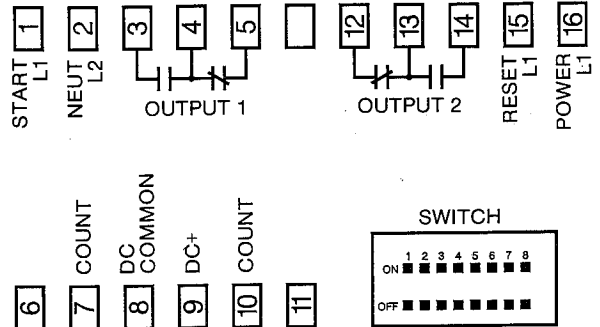 1 2 3 4 5 12 13 14 15 16
START L1
NEUT L2
OUTPUT 1
OUTPUT 2
RESET L1
POWER L1
COUNT
DC COMMON
DC+
COUNT
6 7 8 9 10 11
SWITCH
1 2 3 4 5 6 7 8
ON
OFF